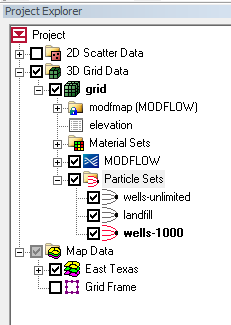 Project Explorer
Project
2D Scatter Data
3D Grid Data
grid
modfmap (MODFLOW)
elevation
Material Sets
MODFLOW
Particle Sets
wells-unlimited
landfill
wells-1000
Map Data
East Texas
Grid Frame